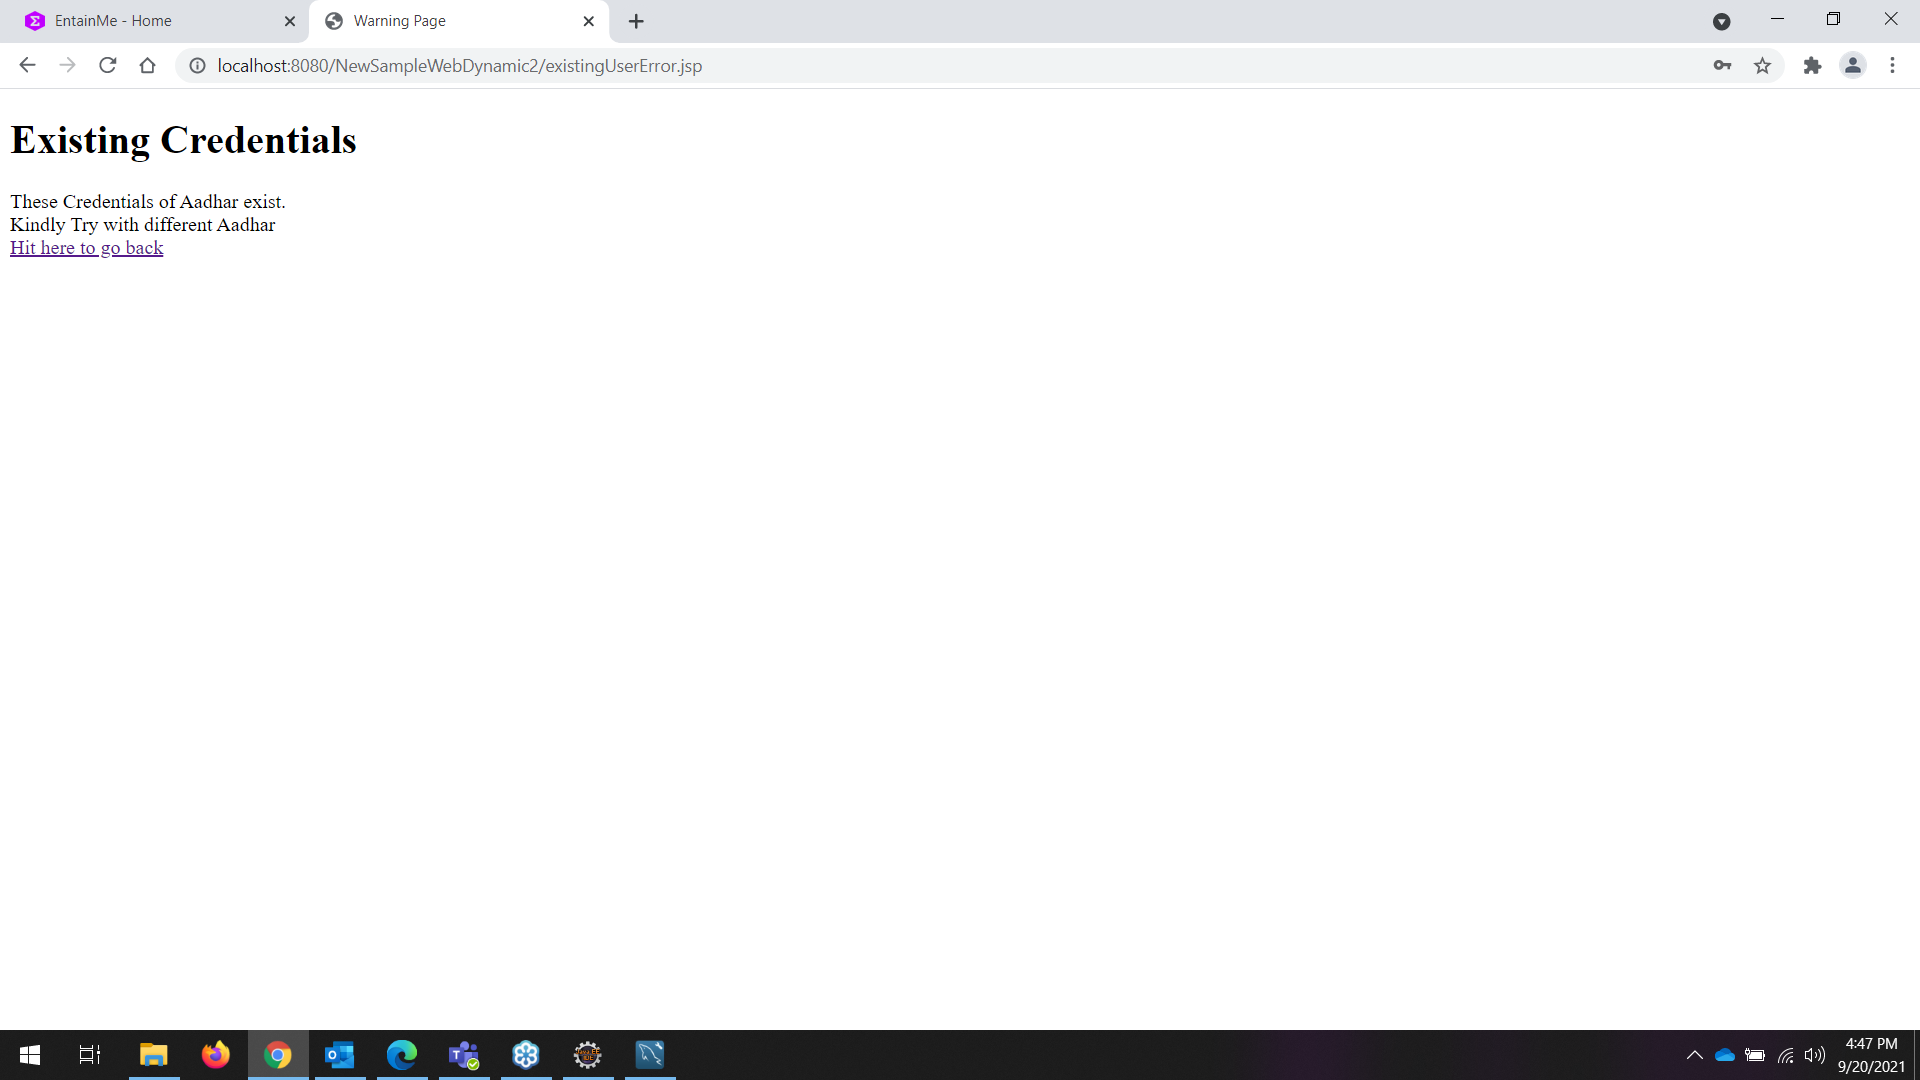 EntainMe - Home
Warning Page
localhost:8080/NewSampleWebDynamic2/existingUserError.jsp
Existing Credentials
These Credentials of Aadhar exist.
Kindly Try with different Aadhar
Hit here to go back
4:47 PM
9/20/2021